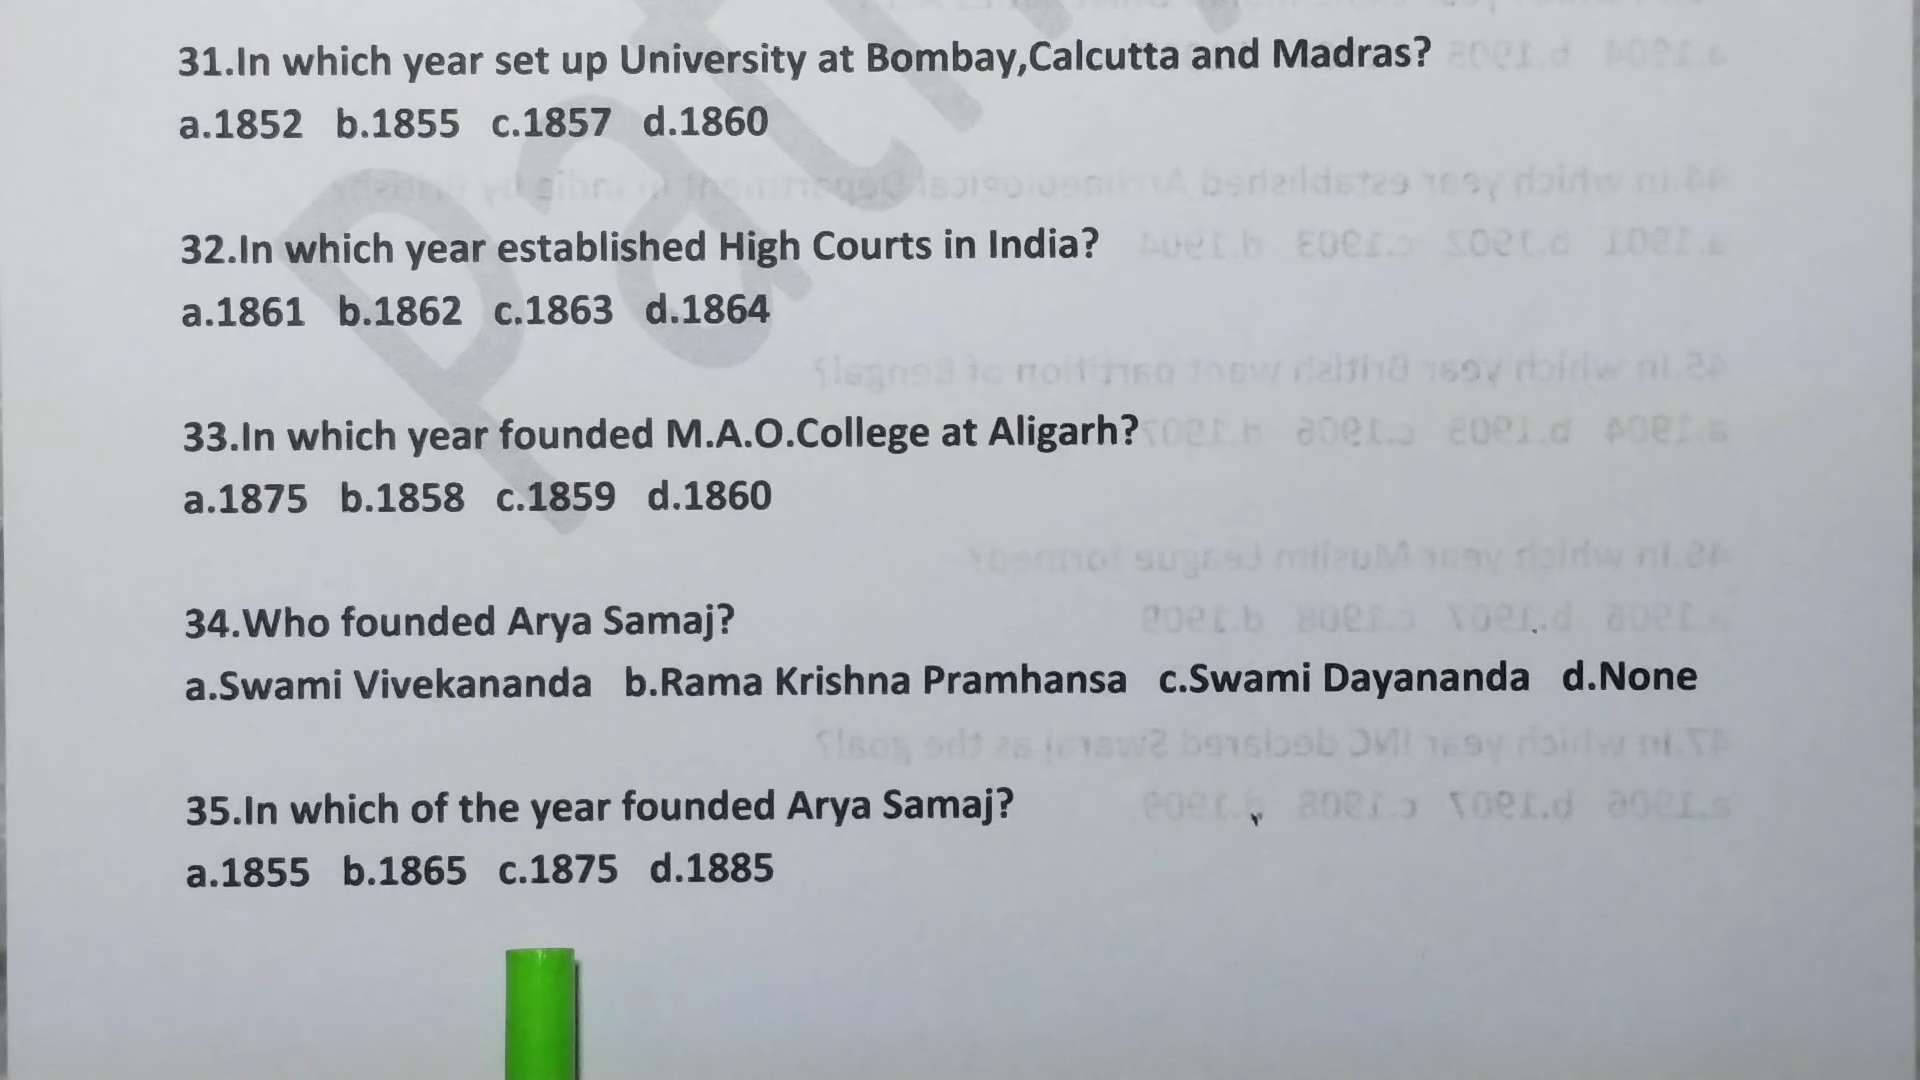 31.In which year set up University at Bombay,Calcutta and Madras?
a.1852 b.1855 c.1857 d.1860
32.In which year established High Courts in India?
a.1861 b.1862 c.1863 d.1864
33.In which year founded M.A.O.College at Aligarh?
a.1875 b.1858 c.1859 d.1860
34.Who founded Arya Samaj?
a.Swami Vivekananda b.Rama Krishna Pramhansa c.Swami Dayananda d.None
35.In which of the year founded Arya Samaj?
a.1855 b.1865 c.1875 d.1885